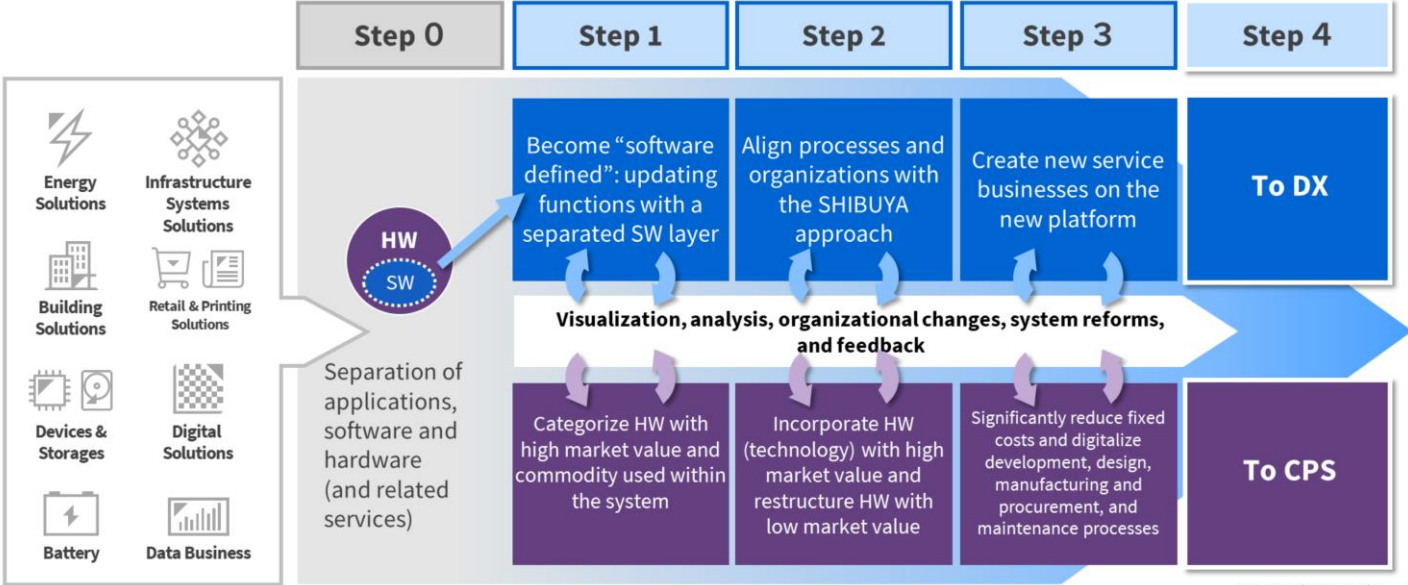 Step 0
Step 1
Step 2
Step 3
Step 4
Energy
Solutions
Infrastructure
Systems
Solutions
Building
Solutions
Retail & Printing
Solutions
Devices &
Storages
Digital
Solutions
Battery
Data Business
HW
SW
Separation of
applications,
software and
hardware
(and related
services)
Become “software
defined”: updating
functions with a
separated SW layer
Align processes and
organizations with
the SHIBUYA
approach
Create new service
businesses on the
new platform
To DX
Visualization, analysis, organizational changes, system reforms,
and feedback
Categorize HW with
high market value and
commodity used within
the system
Incorporate HW
(technology) with high
market value and
restructure HW with
low market value
Significantly reduce fixed
costs and digitalize
development, design,
manufacturing and
procurement, and
maintenance processes
To CPS